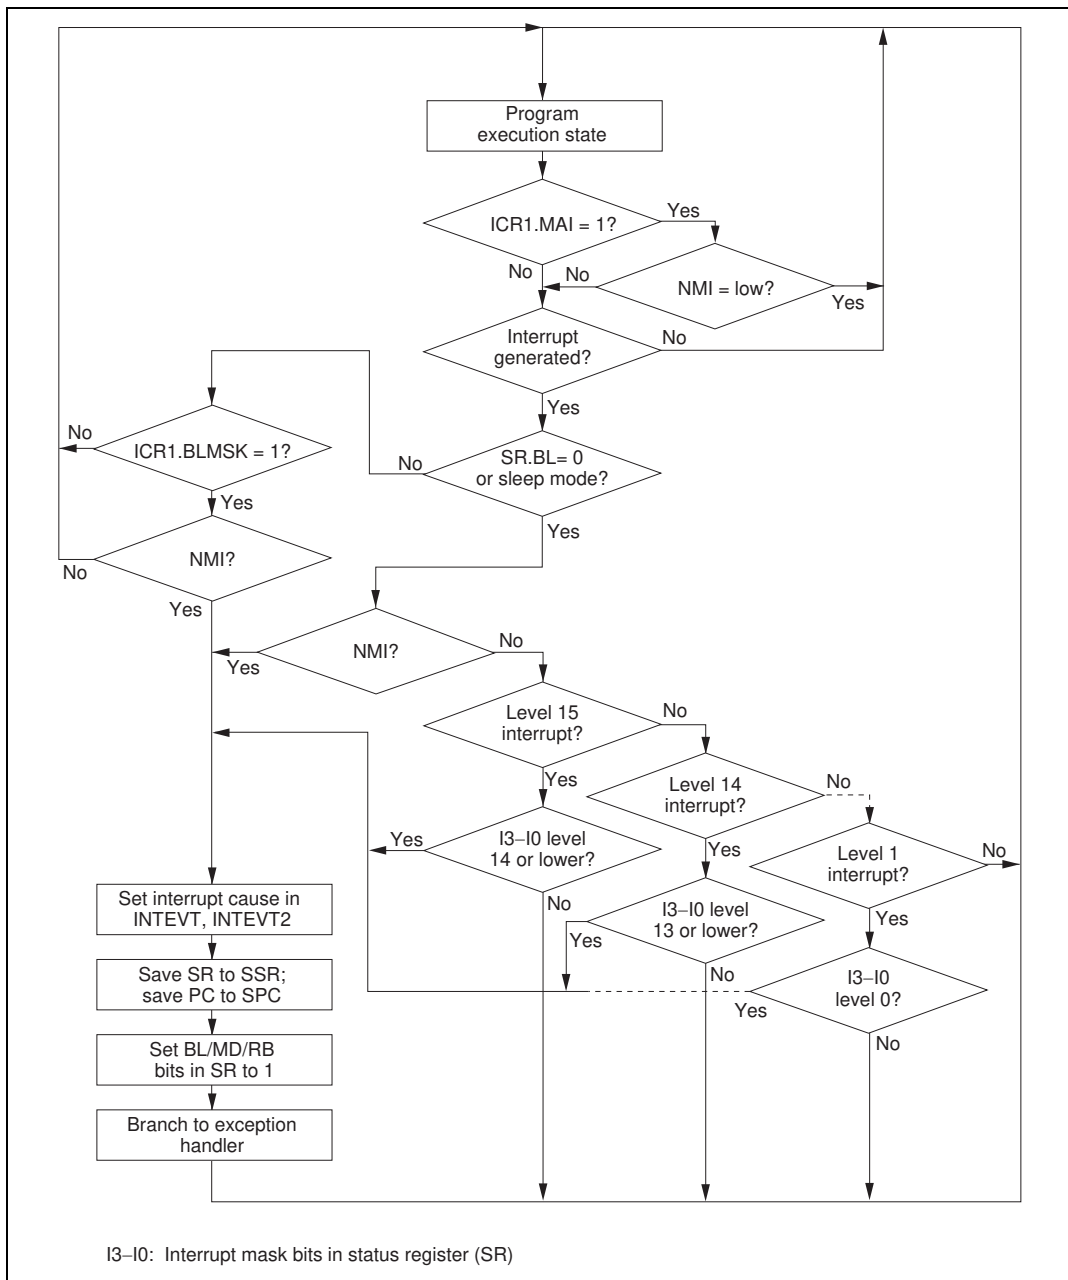 Program
execution state
ICR1.MAI = 1?
Yes
No
No
NMI = low?
Yes
Interrupt
generated?
No
Yes
No
ICR1.BLMSK = 1?
No
SR.BL= 0
or sleep mode?
Yes
Yes
NMI?
No
Yes
NMI?
No
Yes
Level 15
interrupt?
No
Yes
Level 14
interrupt?
No
Yes
I3–I0 level
14 or lower?
Yes
Level 1
interrupt?
No
Set interrupt cause in
INTEVT, INTEVT2
No
I3–I0 level
13 or lower?
Yes
Yes
Save SR to SSR;
save PC to SPC
No
I3–I0
level 0?
Yes
No
Set BL/MD/RB
bits in SR to 1
Branch to exception
handler
I3–I0: Interrupt mask bits in status register (SR)